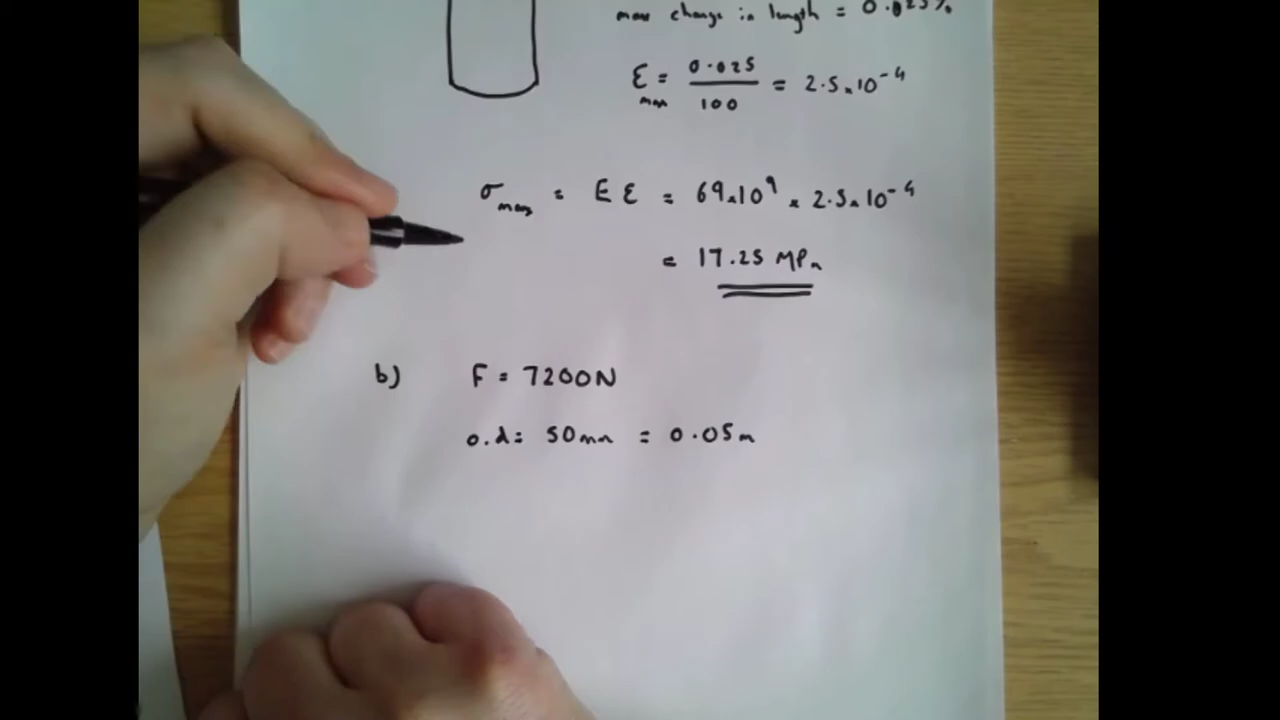 max change in length = 0.025%
ε max = 0.025 / 100 = 2.5 × 10⁻⁴
σ max = E ε = 69 × 10⁹ × 2.5 × 10⁻⁴
= 17.25 MPa
b) F = 7200N
o.d = 50mm = 0.05m